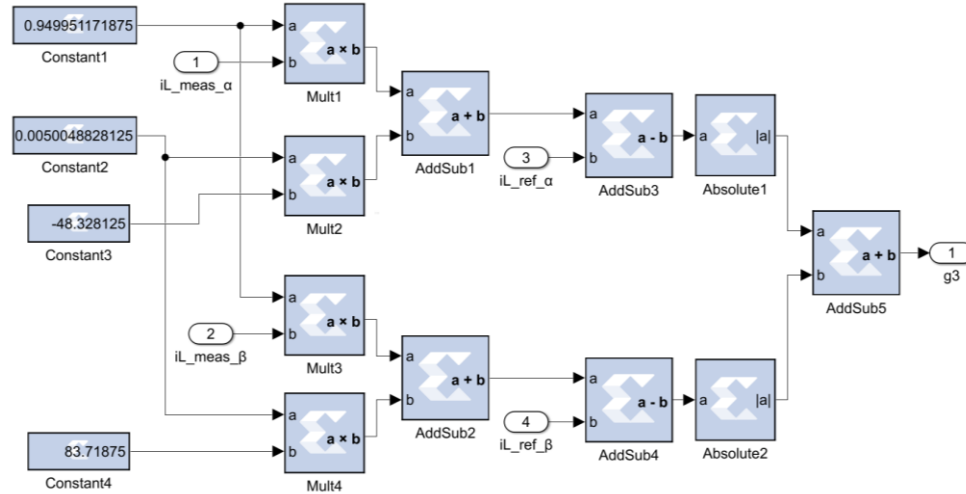 0.949951171875
Constant1
1
iL_meas_α
a
b
a × b
Mult1
0.0050048828125
Constant2
a
b
a × b
Mult2
-48.328125
Constant3
a
b
a + b
AddSub1
3
iL_ref_α
a
b
a - b
AddSub3
a
|a|
Absolute1
a
b
a + b
AddSub5
1
g3
2
iL_meas_β
a
b
a × b
Mult3
a
b
a + b
AddSub2
4
iL_ref_β
a
b
a - b
AddSub4
a
|a|
Absolute2
83.71875
Constant4
a
b
a × b
Mult4